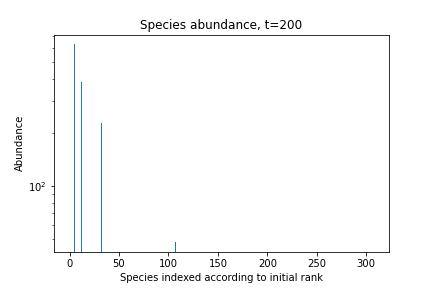 Species abundance, t=200
Abundance
10²
0 50 100 150 200 250 300
Species indexed according to initial rank